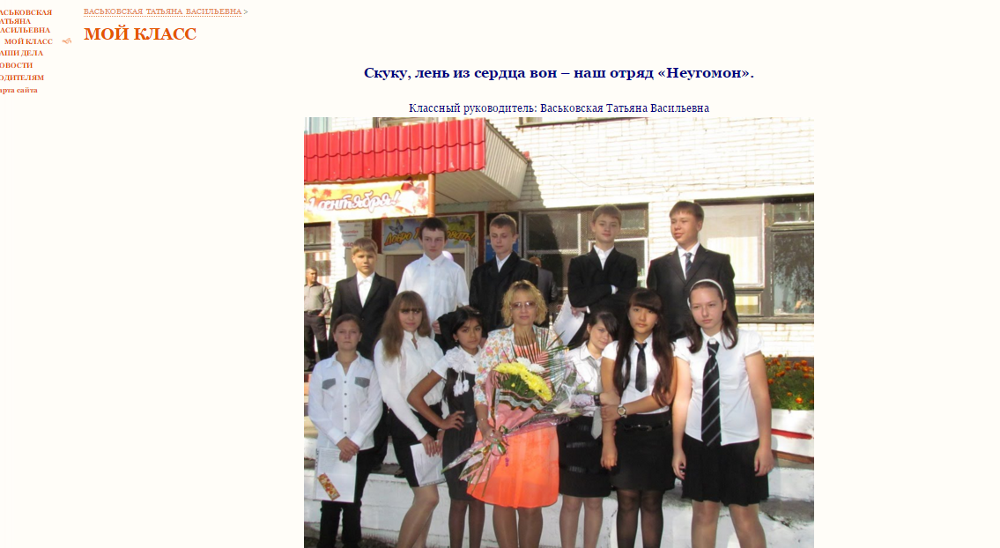 ВАСЬКОВСКАЯ ТАТЬЯНА ВАСИЛЬЕВНА >
МОЙ КЛАСС
АСЬКОВСКАЯ
АТЬЯНА
АСИЛЬЕВНА
МОЙ КЛАСС
АШИ ДЕЛА
ОВОСТИ
ОДИТЕЛЯМ
арта сайта
Скуку, лень из сердца вон – наш отряд «Неугомон».
Классный руководитель: Васьковская Татьяна Васильевна
1 сентября!